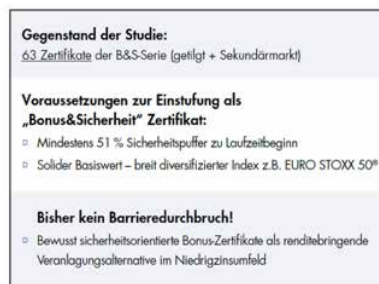 Gegenstand der Studie:
63 Zertifikate der B&S-Serie (getilgt + Sekundärmarkt)
Voraussetzungen zur Einstufung als
„Bonus&Sicherheit“ Zertifikat:
▫ Mindestens 51 % Sicherheitspuffer zu Laufzeitbeginn
▫ Solider Basiswert – breit diversifizierter Index z.B. EURO STOXX 50®
Bisher kein Barrieredurchbruch!
▫ Bewusst sicherheitsorientierte Bonus-Zertifikate als renditebringende
Veranlagungsalternative im Niedrigzinsumfeld